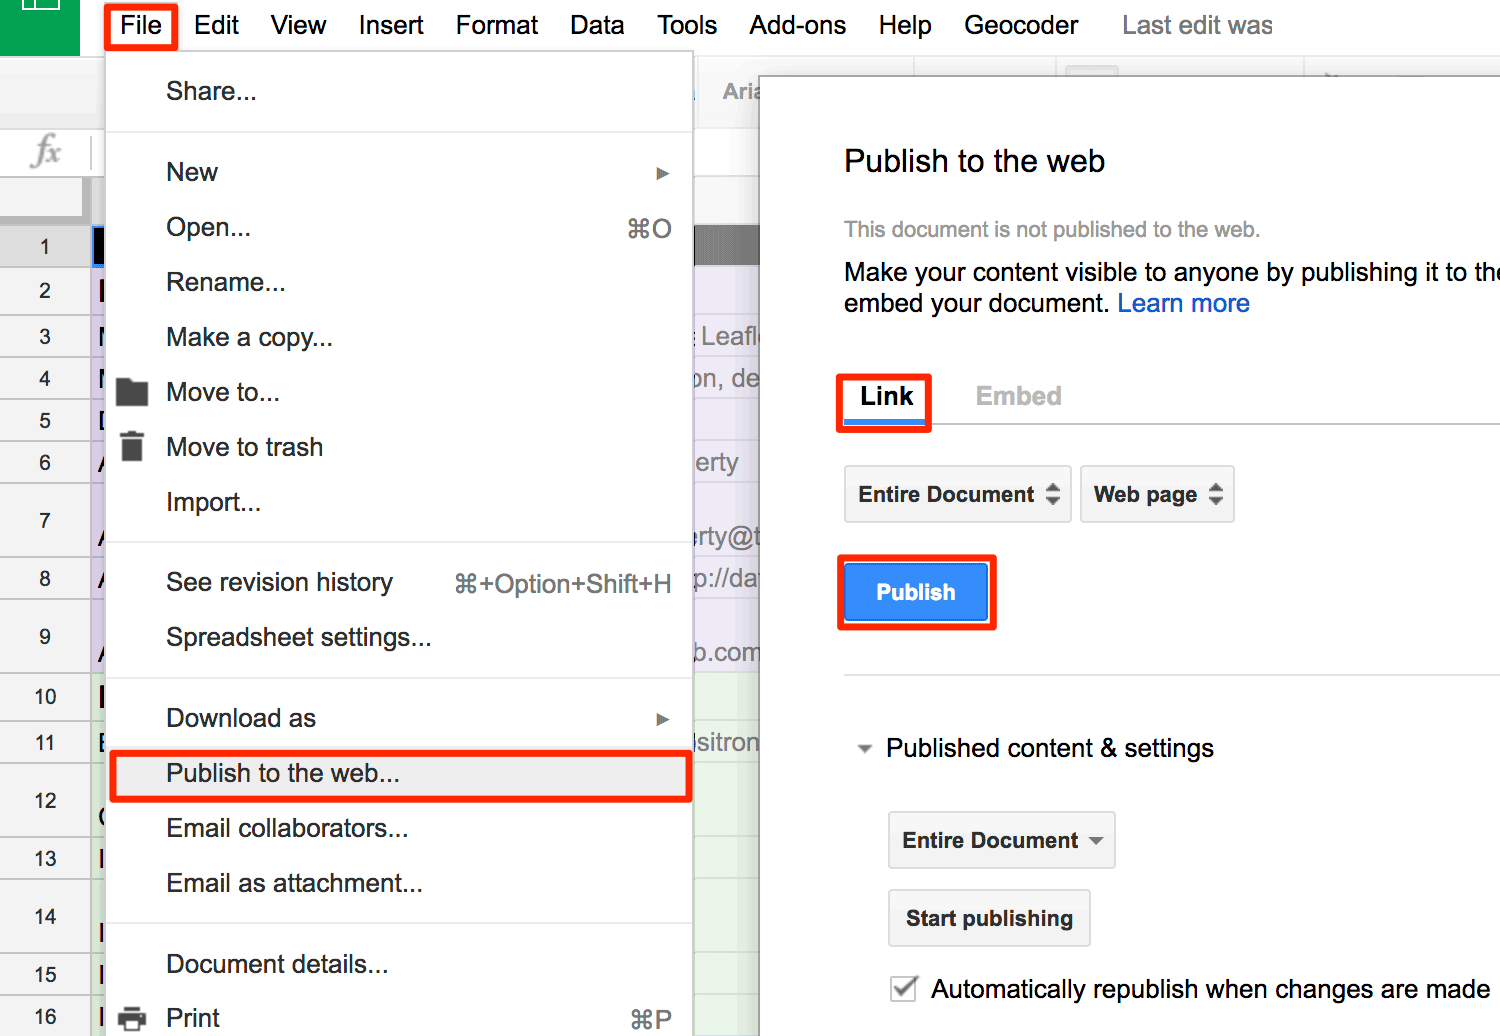 File Edit View Insert Format Data Tools Add-ons Help Geocoder Last edit was
Share...
New
Open... ⌘O
Rename...
Make a copy...
Move to...
Move to trash
Import...
See revision history ⌘+Option+Shift+H
Spreadsheet settings...
Download as
Publish to the web...
Email collaborators...
Email as attachment...
Document details...
Print ⌘P
fx
1
2
3
4
5
6
7
8
9
10
11
12
13
14
15
16
Aria
Leafl
on, de
erty
erty@t
p://da
b.com
sitron
Publish to the web
This document is not published to the web.
Make your content visible to anyone by publishing it to the
embed your document. Learn more
Link Embed
Entire Document Web page
Publish
Published content & settings
Entire Document
Start publishing
Automatically republish when changes are made